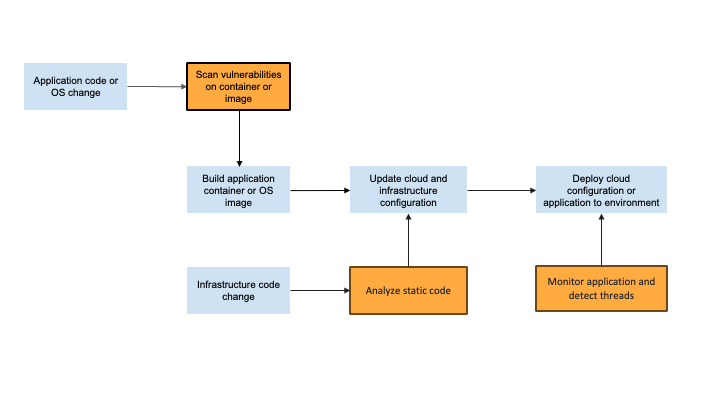 Application code or
OS change
Scan vulnerabilities
on container or
image
Build application
container or OS
image
Update cloud and
infrastructure
configuration
Deploy cloud
configuration or
application to environment
Infrastructure code
change
Analyze static code
Monitor application and
detect threads